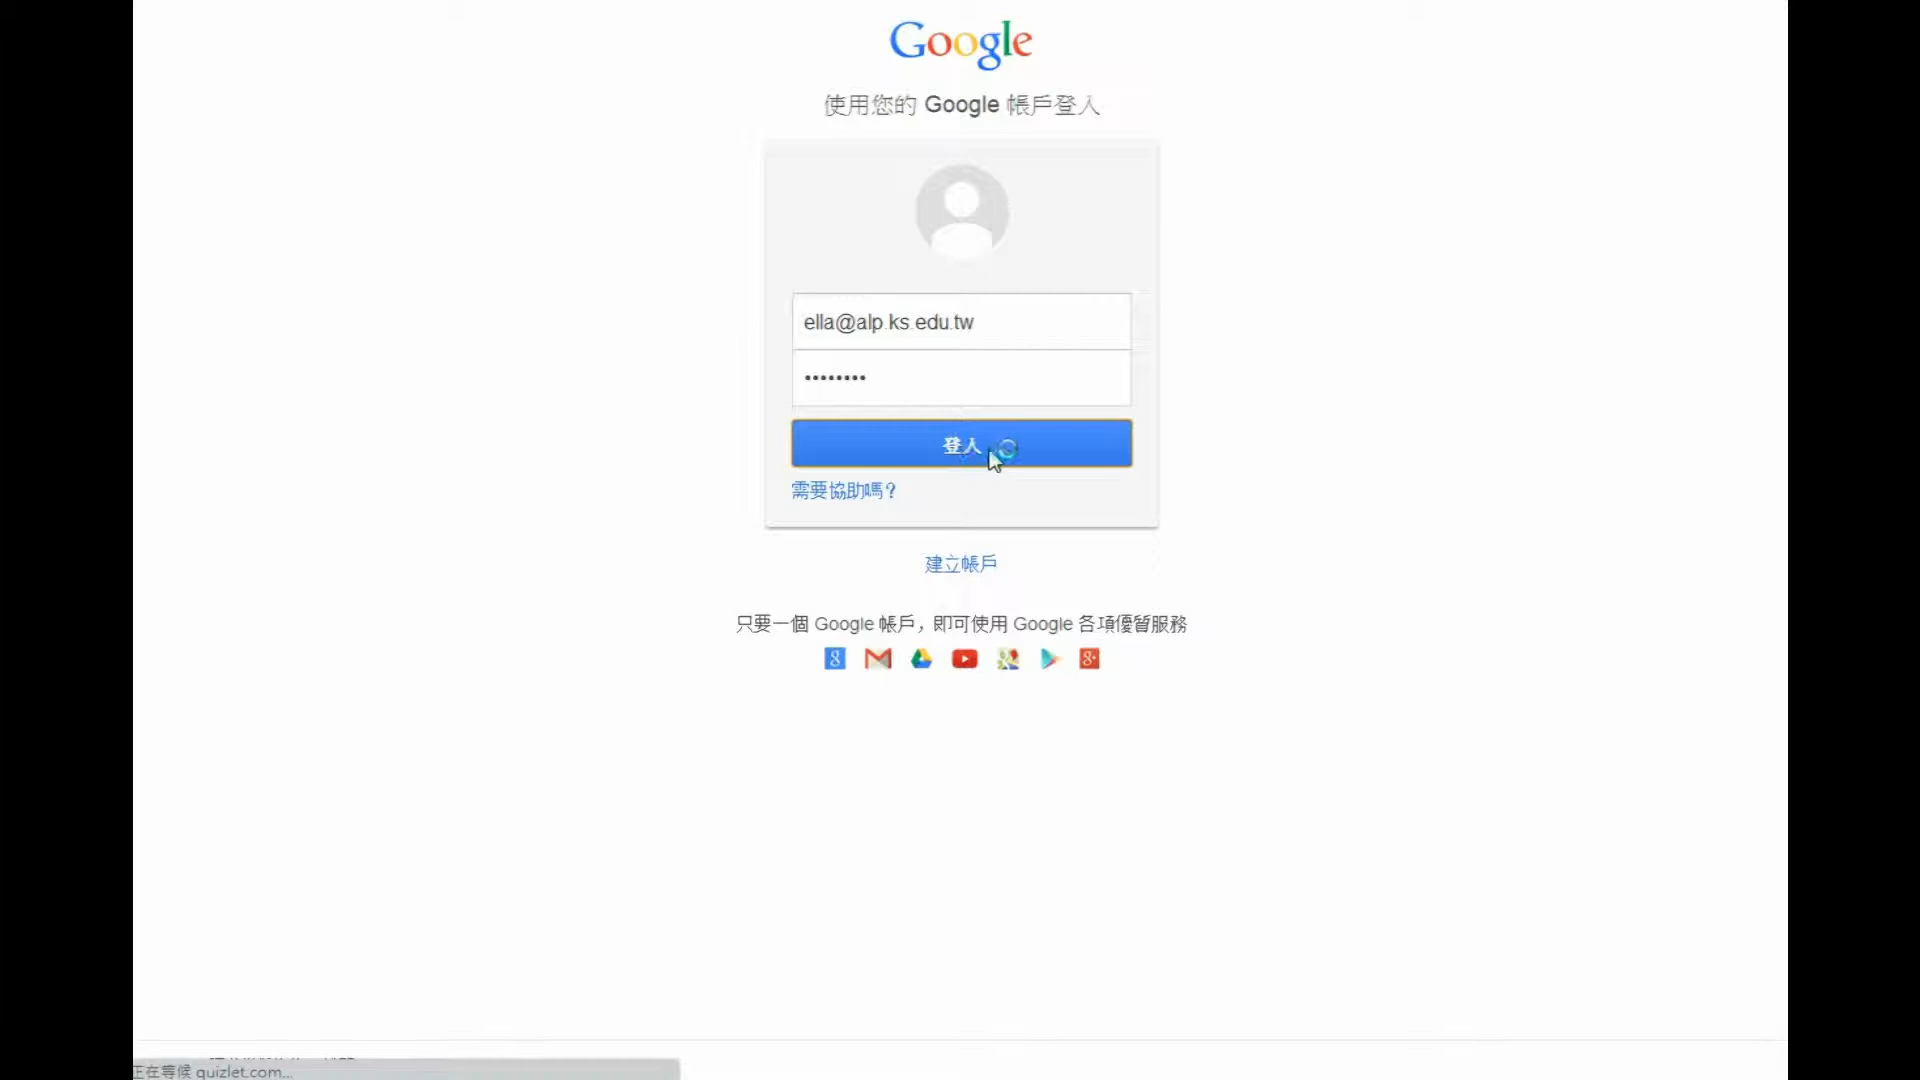 Google
使用您的 Google 帳戶登入
ella@alp.ks.edu.tw
••••••••
登入
需要協助嗎？
建立帳戶
只要一個 Google 帳戶，即可使用 Google 各項優質服務
正在等候 quizlet.com...